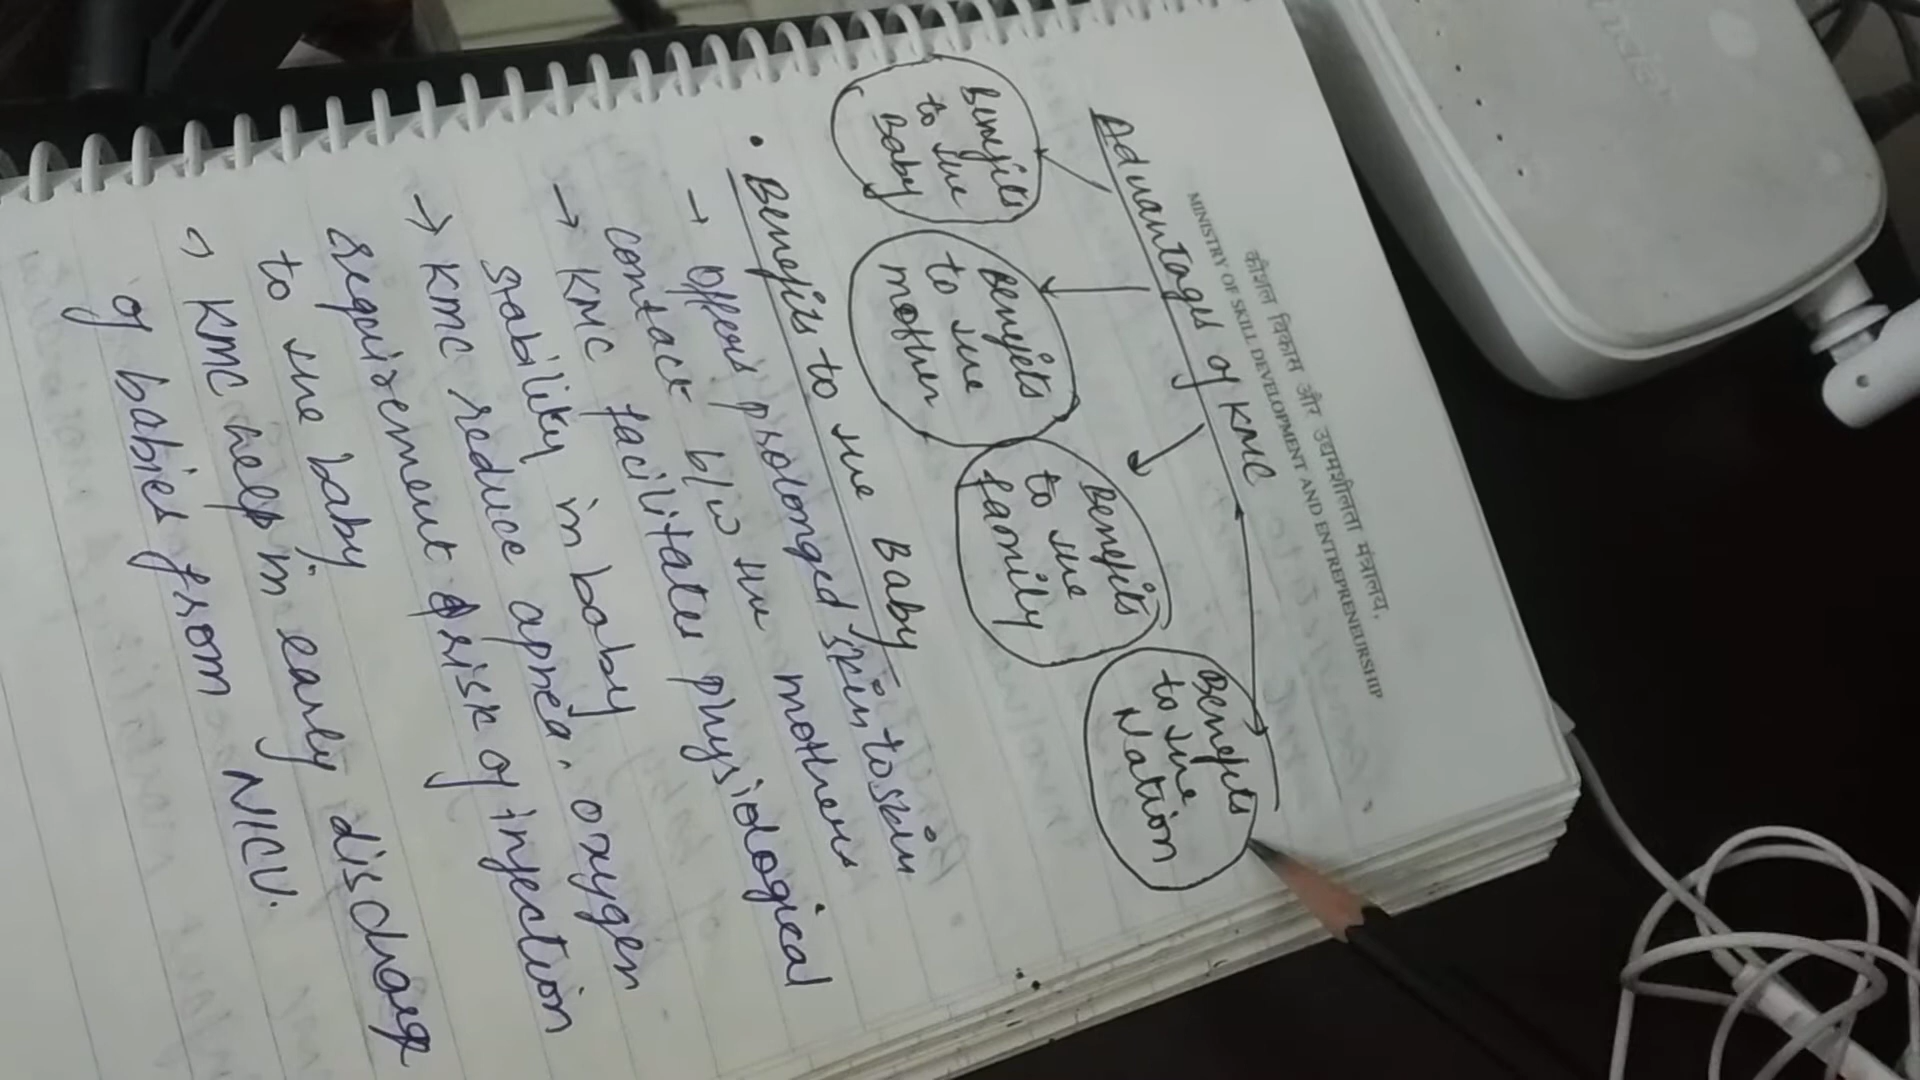 कौशल विकास और उद्यमशीलता मंत्रालय,
MINISTRY OF SKILL DEVELOPMENT AND ENTREPRENEURSHIP
Advantages of KMC
Benefits
to the
Baby
Benefits
to the
mother
Benefits
to the
family
Benefits
to the
Nation
• Benefits to the Baby
→ Offers prolonged skin to skin
contact b/w the mothers
→ KMC facilitates physiological
stability in baby
→ KMC reduce apnea, oxygen
requirement & risk of injection
to the baby
→ KMC help in early discharge
of babies from NICU.